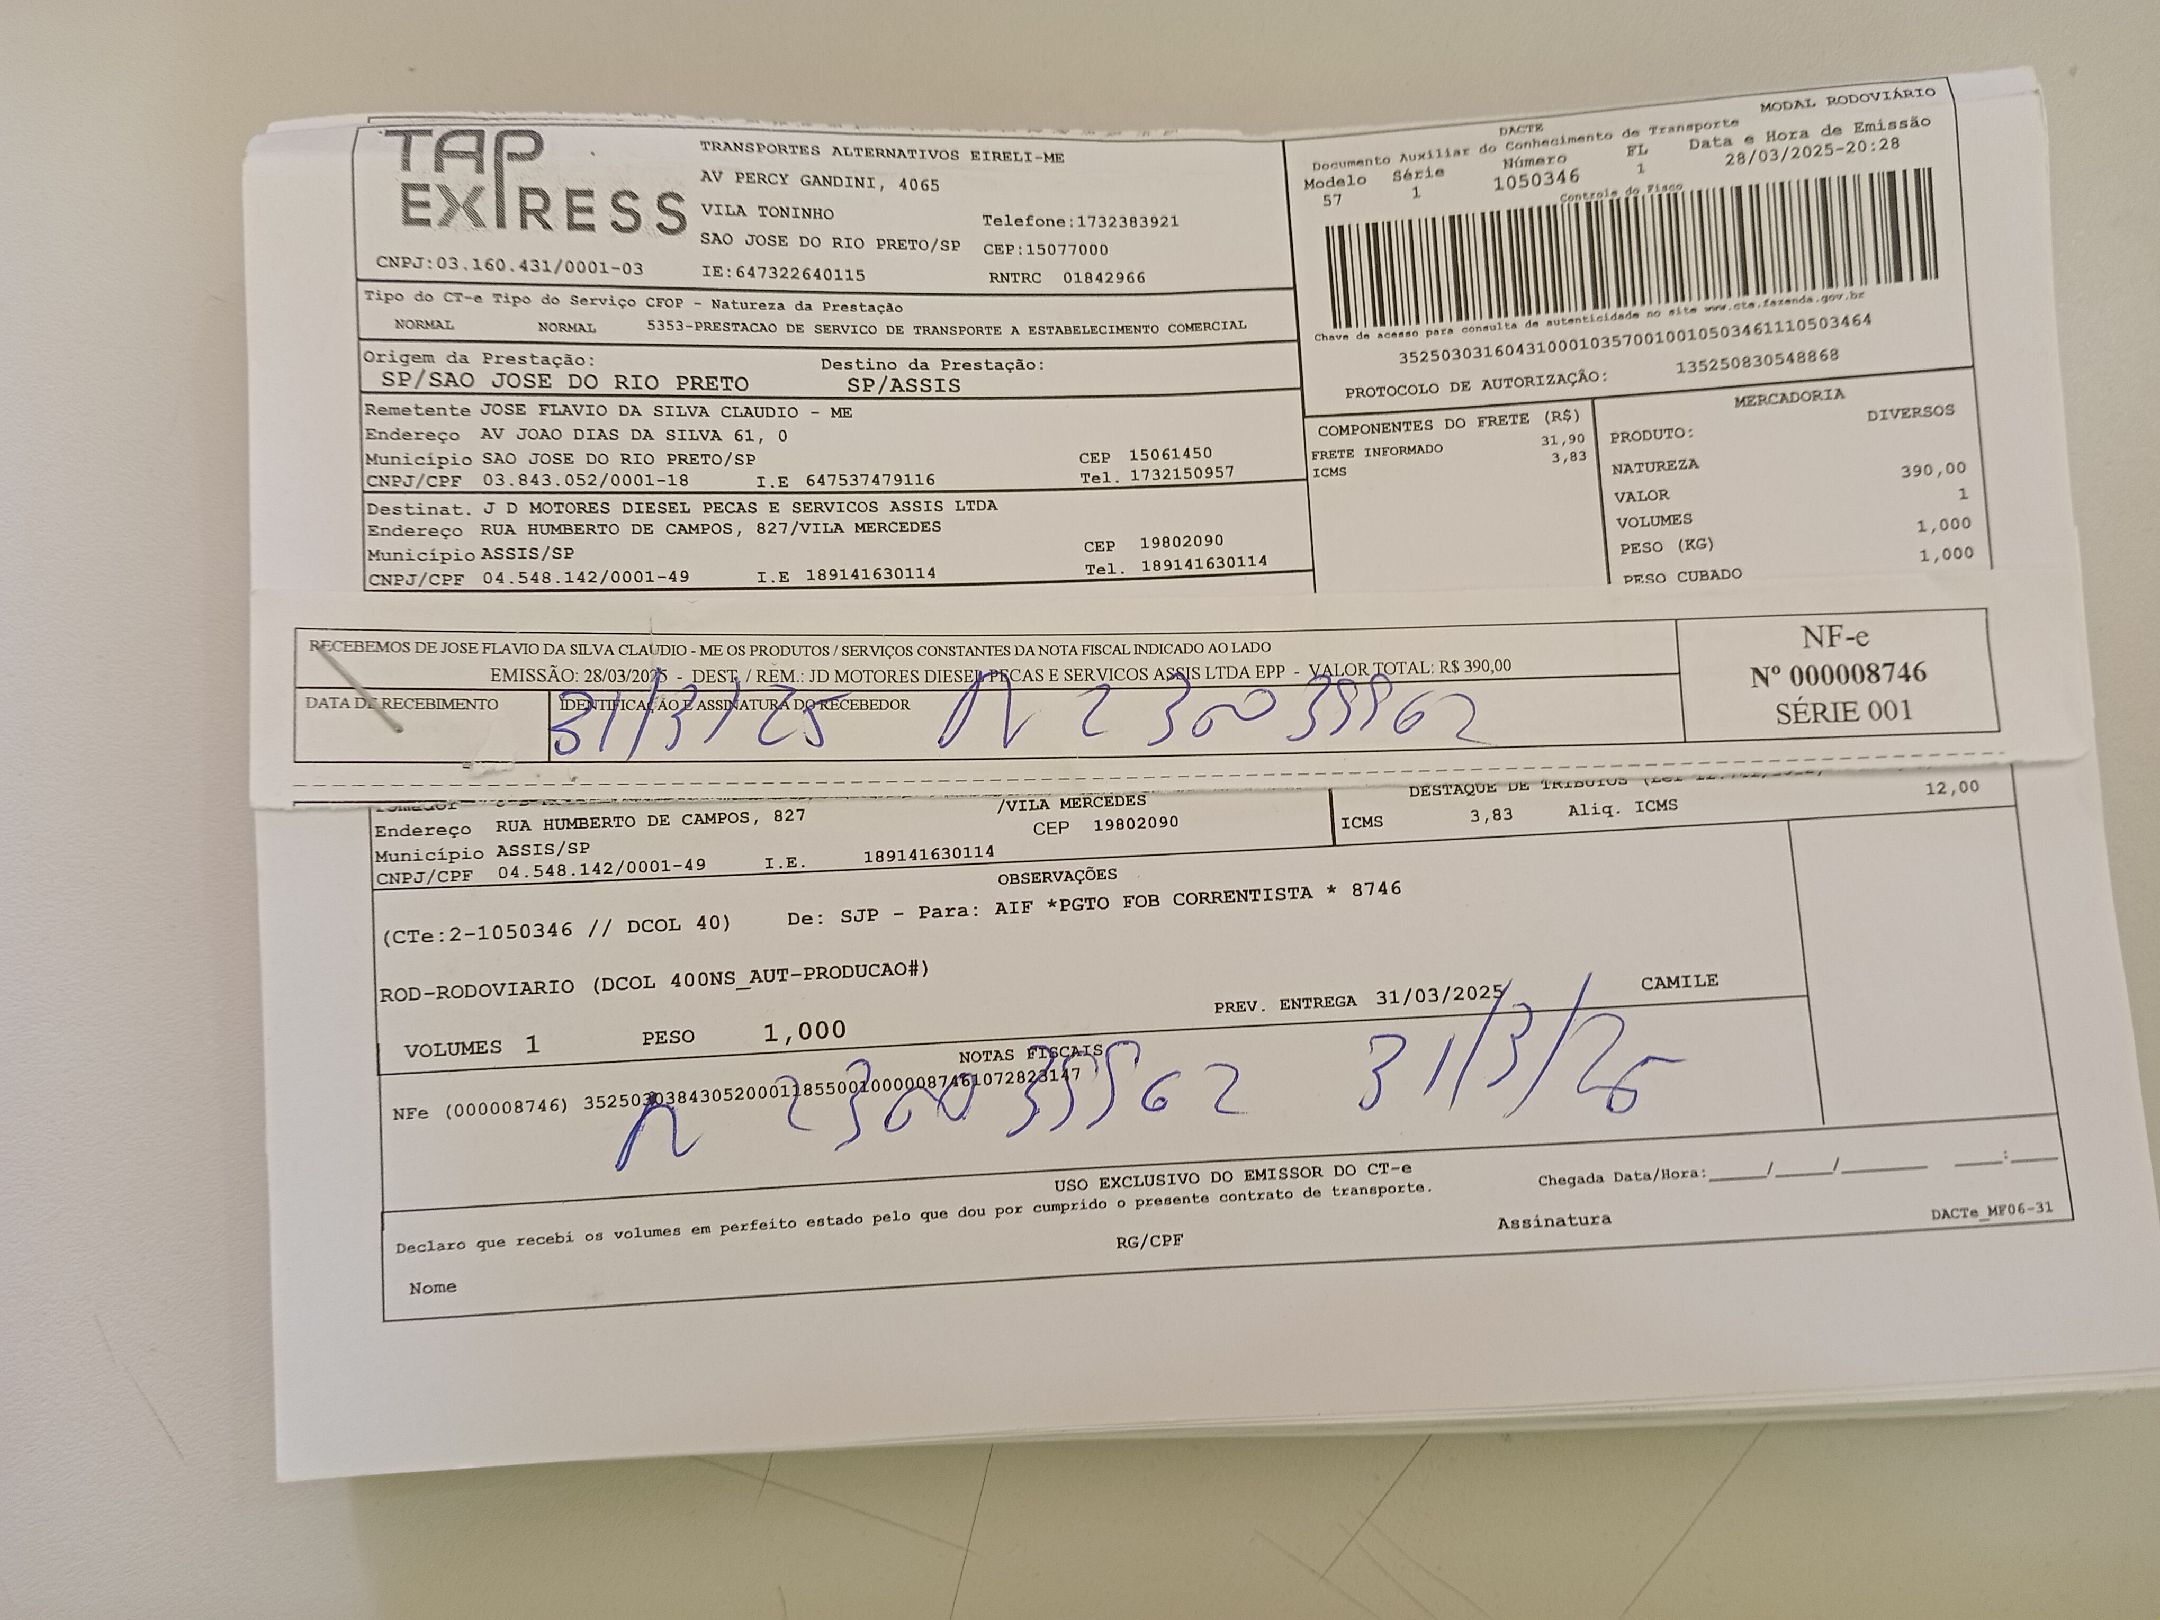 TAP EXPRESS
TRANSPORTES ALTERNATIVOS EIRELI-ME
AV PERCY GANDINI, 4065
VILA TONINHO
Telefone:1732383921
SAO JOSE DO RIO PRETO/SP CEP:15077000
CNPJ:03.160.431/0001-03 IE:647322640115 RNTRC 01842966
MODAL RODOVIÁRIO
DACTE
Documento Auxiliar do Conhecimento de Transporte
Modelo Série Número FL Data e Hora de Emissão
57 1 1050346 1 28/03/2025-20:28
Controle do Fisco
Chave de acesso para consulta de autenticidade no site www.cte.fazenda.gov.br
35250303160431000103570010010503461110503464
PROTOCOLO DE AUTORIZAÇÃO: 135250830548868
Tipo do CT-e Tipo do Serviço CFOP - Natureza da Prestação
NORMAL NORMAL 5353-PRESTACAO DE SERVICO DE TRANSPORTE A ESTABELECIMENTO COMERCIAL
Origem da Prestação: Destino da Prestação:
SP/SAO JOSE DO RIO PRETO SP/ASSIS
Remetente JOSE FLAVIO DA SILVA CLAUDIO - ME
Endereço AV JOAO DIAS DA SILVA 61, 0
Município SAO JOSE DO RIO PRETO/SP CEP 15061450
CNPJ/CPF 03.843.052/0001-18 I.E 647537479116 Tel. 1732150957
Destinat. J D MOTORES DIESEL PECAS E SERVICOS ASSIS LTDA
Endereço RUA HUMBERTO DE CAMPOS, 827/VILA MERCEDES
Município ASSIS/SP CEP 19802090
CNPJ/CPF 04.548.142/0001-49 I.E 189141630114 Tel. 189141630114
COMPONENTES DO FRETE (R$)
FRETE INFORMADO 31,90
ICMS 3,83
MERCADORIA
PRODUTO: DIVERSOS
NATUREZA
VALOR 390,00
VOLUMES 1
PESO (KG) 1,000
PESO CUBADO 1,000
RECEBEMOS DE JOSE FLAVIO DA SILVA CLAUDIO - ME OS PRODUTOS / SERVIÇOS CONSTANTES DA NOTA FISCAL INDICADO AO LADO
EMISSÃO: 28/03/2025 - DEST. / REM.: JD MOTORES DIESEL PECAS E SERVICOS ASSIS LTDA EPP - VALOR TOTAL: R$ 390,00
DATA DE RECEBIMENTO IDENTIFICAÇÃO E ASSINATURA DO RECEBEDOR
31/3/25
NF-e
Nº 000008746
SÉRIE 001
Tomador
/VILA MERCEDES
Endereço RUA HUMBERTO DE CAMPOS, 827
Município ASSIS/SP CEP 19802090
CNPJ/CPF 04.548.142/0001-49 I.E. 189141630114
DESTAQUE DE TRIBUTOS
ICMS 3,83 Aliq. ICMS 12,00
OBSERVAÇÕES
(CTe:2-1050346 // DCOL 40) De: SJP - Para: AIF *PGTO FOB CORRENTISTA * 8746
ROD-RODOVIARIO (DCOL 400NS_AUT-PRODUCAO#)
PREV. ENTREGA 31/03/2025 CAMILE
VOLUMES 1 PESO 1,000
NOTAS FISCAIS
NFe (000008746) 35250303843052000118550010000087461072823147
31/3/25
USO EXCLUSIVO DO EMISSOR DO CT-e
Declaro que recebi os volumes em perfeito estado pelo que dou por cumprido o presente contrato de transporte.
Chegada Data/Hora:____/____/______ ___:___
Nome RG/CPF Assinatura DACTe_MF06-31